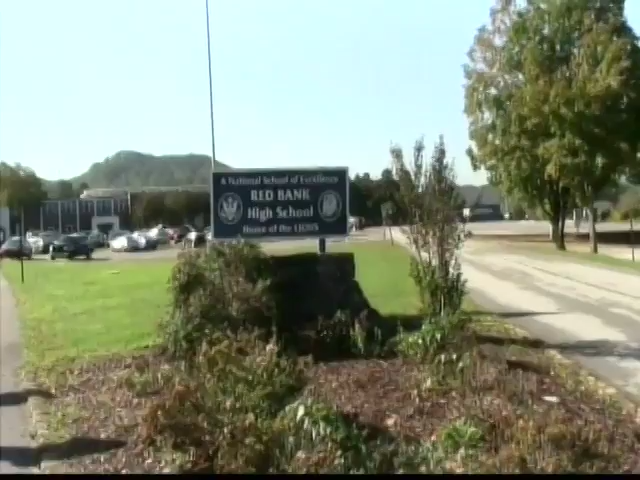 A National School of Excellence
RED BANK
High School
Home of the LIONS